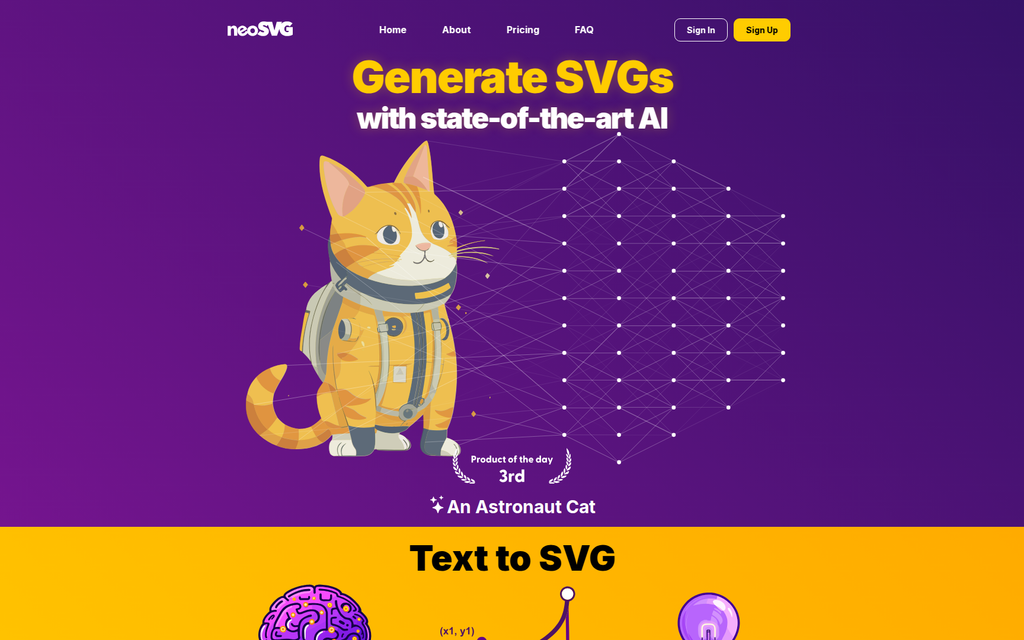 neoSVG
Home
About
Pricing
FAQ
Sign In
Sign Up
Generate SVGs
with state-of-the-art AI
Product of the day
3rd
An Astronaut Cat
Text to SVG
(x1, y1)